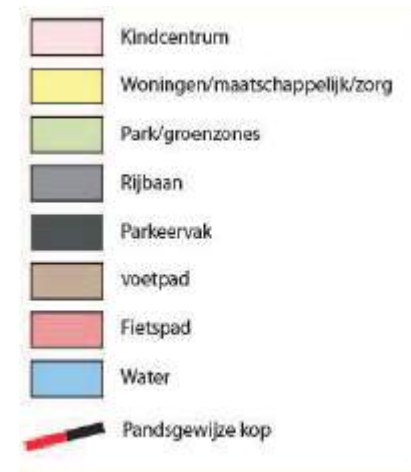 Kindcentrum
Woningen/maatschappelijk/zorg
Park/groenzones
Rijbaan
Parkeervak
voetpad
Fietspad
Water
Pandsgewijze kop